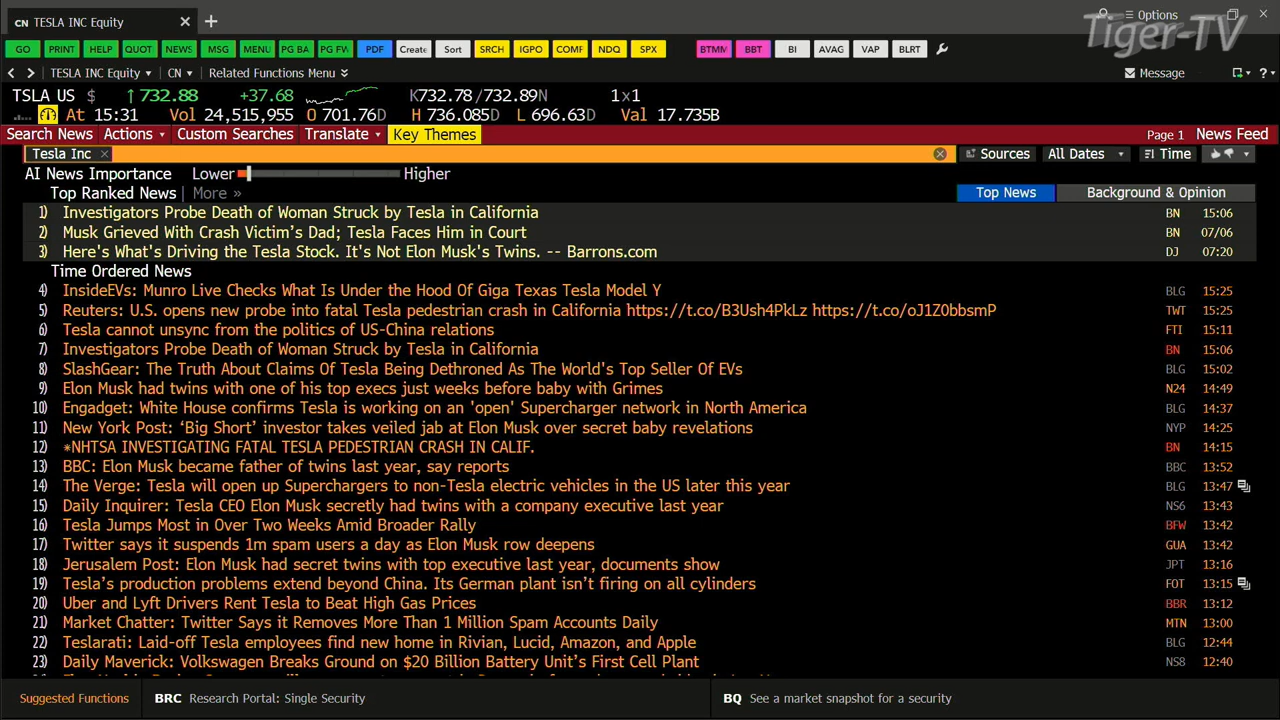 CN TESLA INC Equity
Options
Tiger-TV
GO PRINT HELP QUOT NEWS MSG MENU PG BA PG FW PDF Create Sort SRCH IGPO COMF NDQ SPX BTMM BBT BI AVAG VAP BLRT
TESLA INC Equity CN Related Functions Menu Message ?
TSLA US $ ↑732.88 +37.68 K732.78/732.89N 1x1
At 15:31 Vol 24,515,955 O 701.76D H 736.085D L 696.63D Val 17.735B
Search News Actions Custom Searches Translate Key Themes Page 1 News Feed
Tesla Inc Sources All Dates Time
AI News Importance Lower Higher
Top Ranked News | More » Top News Background & Opinion
1) Investigators Probe Death of Woman Struck by Tesla in California BN 15:06
2) Musk Grieved With Crash Victim's Dad; Tesla Faces Him in Court BN 07/06
3) Here's What's Driving the Tesla Stock. It's Not Elon Musk's Twins. -- Barrons.com DJ 07:20
Time Ordered News
4) InsideEVs: Munro Live Checks What Is Under the Hood Of Giga Texas Tesla Model Y BLG 15:25
5) Reuters: U.S. opens new probe into fatal Tesla pedestrian crash in California https://t.co/B3Ush4PkLz https://t.co/oJ1Z0bbsmP TWT 15:25
6) Tesla cannot unsync from the politics of US-China relations FTI 15:11
7) Investigators Probe Death of Woman Struck by Tesla in California BN 15:06
8) SlashGear: The Truth About Claims Of Tesla Being Dethroned As The World's Top Seller Of EVs BLG 15:02
9) Elon Musk had twins with one of his top execs just weeks before baby with Grimes N24 14:49
10) Engadget: White House confirms Tesla is working on an 'open' Supercharger network in North America BLG 14:37
11) New York Post: ‘Big Short’ investor takes veiled jab at Elon Musk over secret baby revelations NYP 14:25
12) *NHTSA INVESTIGATING FATAL TESLA PEDESTRIAN CRASH IN CALIF. BN 14:15
13) BBC: Elon Musk became father of twins last year, say reports BBC 13:52
14) The Verge: Tesla will open up Superchargers to non-Tesla electric vehicles in the US later this year BLG 13:47
15) Daily Inquirer: Tesla CEO Elon Musk secretly had twins with a company executive last year NS6 13:43
16) Tesla Jumps Most in Over Two Weeks Amid Broader Rally BFW 13:42
17) Twitter says it suspends 1m spam users a day as Elon Musk row deepens GUA 13:42
18) Jerusalem Post: Elon Musk had secret twins with top executive last year, documents show JPT 13:16
19) Tesla’s production problems extend beyond China. Its German plant isn’t firing on all cylinders FOT 13:15
20) Uber and Lyft Drivers Rent Tesla to Beat High Gas Prices BBR 13:12
21) Market Chatter: Twitter Says it Removes More Than 1 Million Spam Accounts Daily MTN 13:00
22) Teslarati: Laid-off Tesla employees find new home in Rivian, Lucid, Amazon, and Apple BLG 12:44
23) Daily Maverick: Volkswagen Breaks Ground on $20 Billion Battery Unit’s First Cell Plant NS8 12:40
Suggested Functions BRC Research Portal: Single Security BQ See a market snapshot for a security